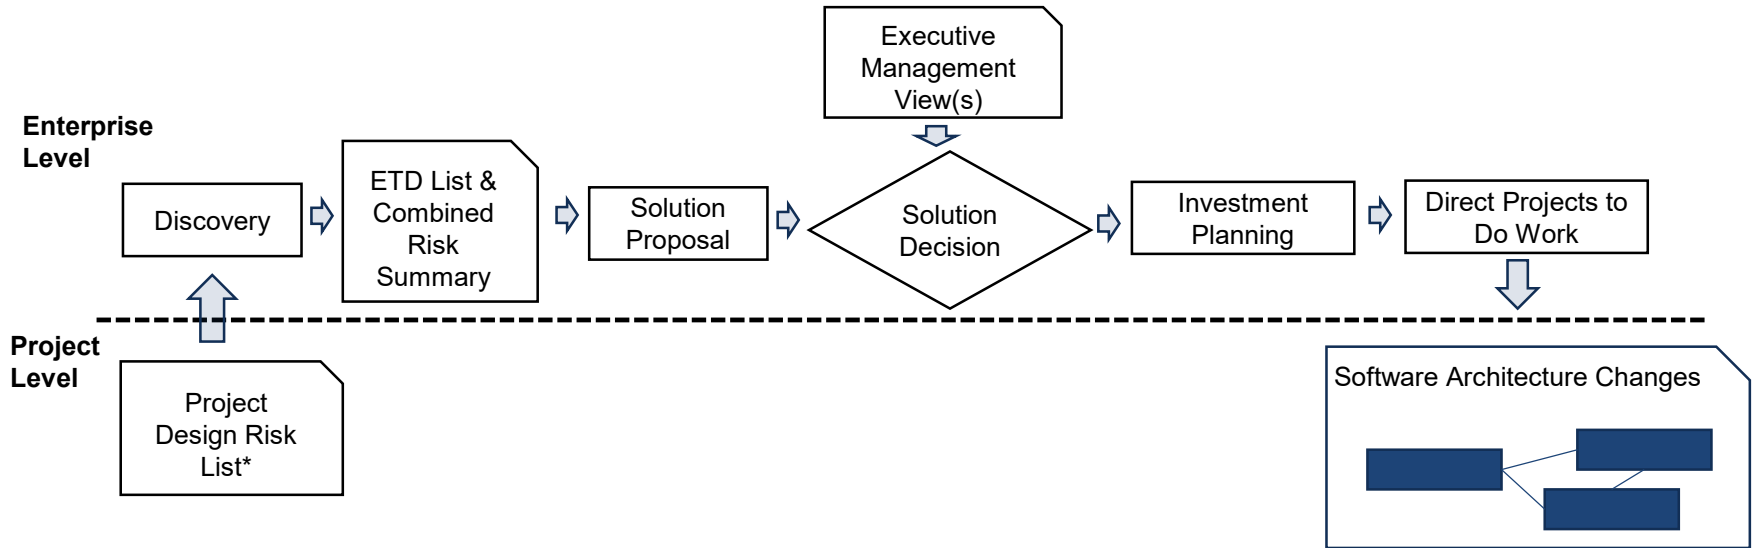 Executive
Management
View(s)
Enterprise
Level
Discovery
ETD List &
Combined
Risk
Summary
Solution
Proposal
Solution
Decision
Investment
Planning
Direct Projects to
Do Work
Project
Level
Project
Design Risk
List*
Software Architecture Changes